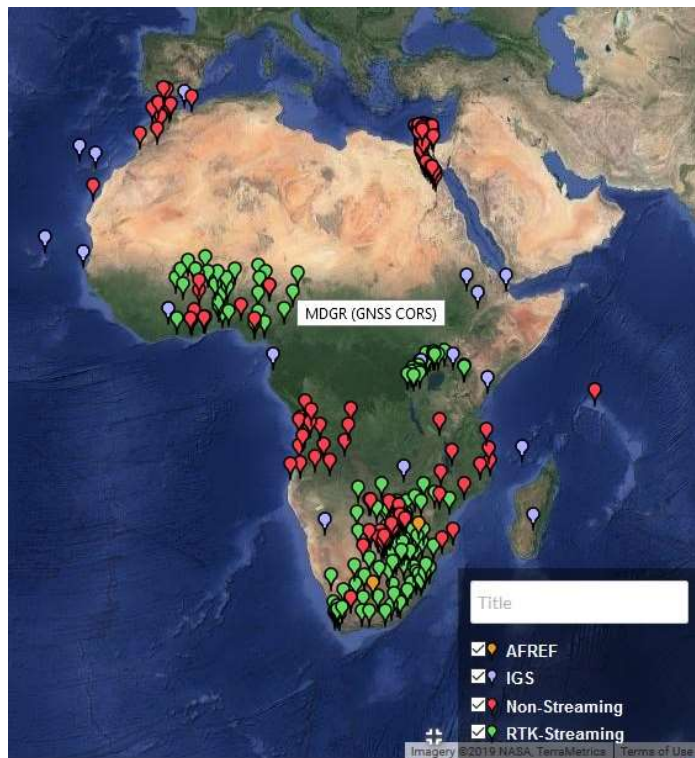 MDGR (GNSS CORS)
Title
AFREF
IGS
Non-Streaming
RTK-Streaming
Imagery ©2019 NASA, TerraMetrics Terms of Use